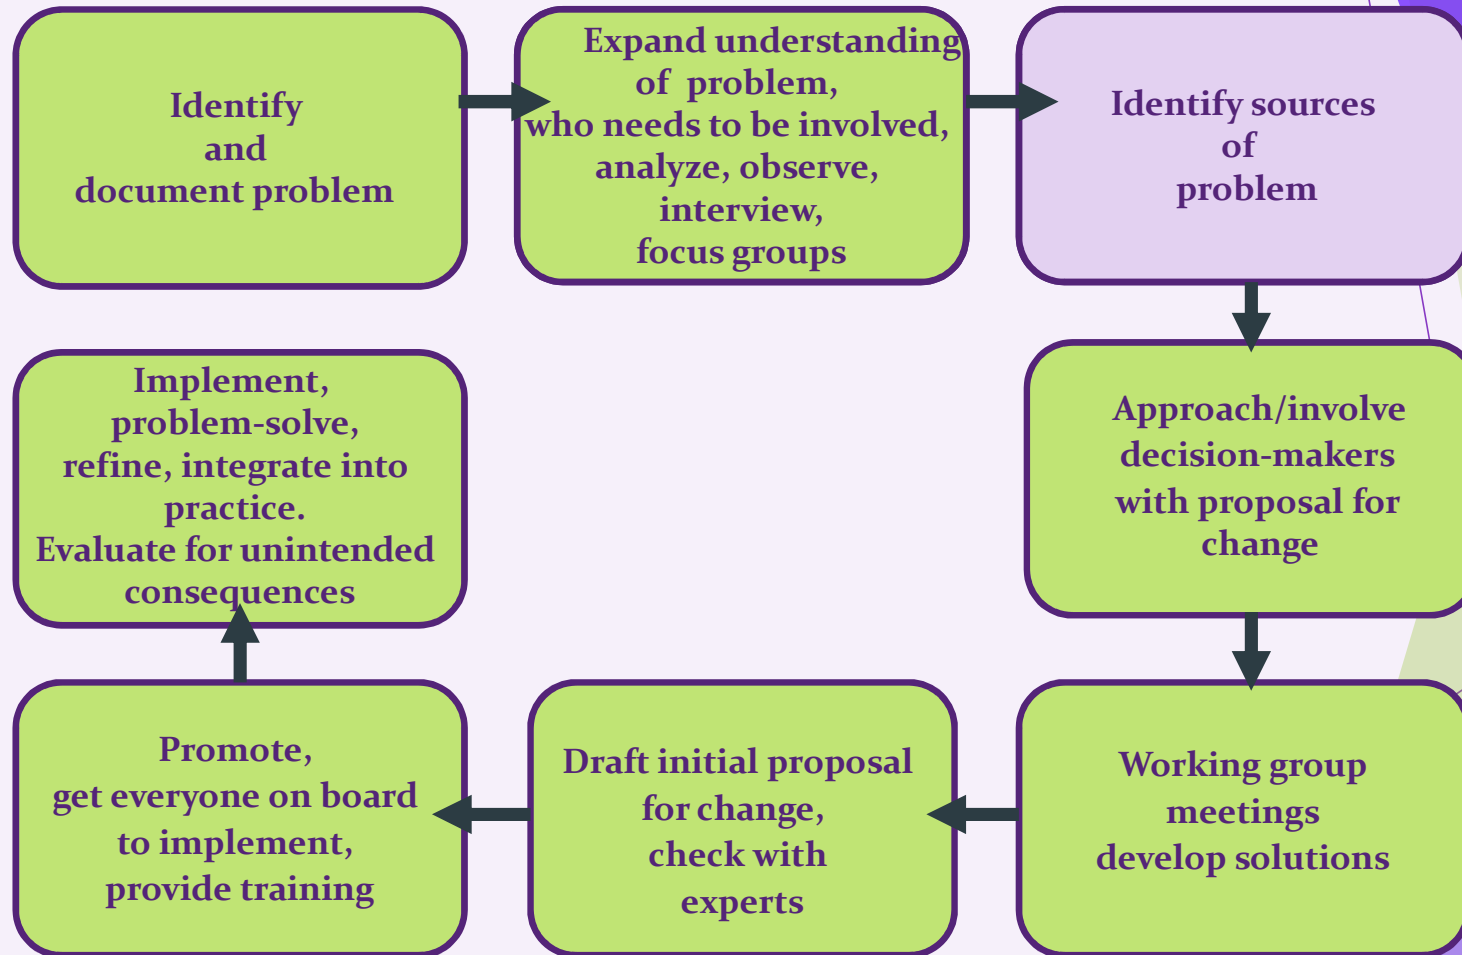 Identify
and
document problem
Expand understanding
of problem,
who needs to be involved,
analyze, observe,
interview,
focus groups
Identify sources
of
problem
Approach/involve
decision-makers
with proposal for
change
Working group
meetings
develop solutions
Draft initial proposal
for change,
check with
experts
Promote,
get everyone on board
to implement,
provide training
Implement,
problem-solve,
refine, integrate into
practice.
Evaluate for unintended
consequences